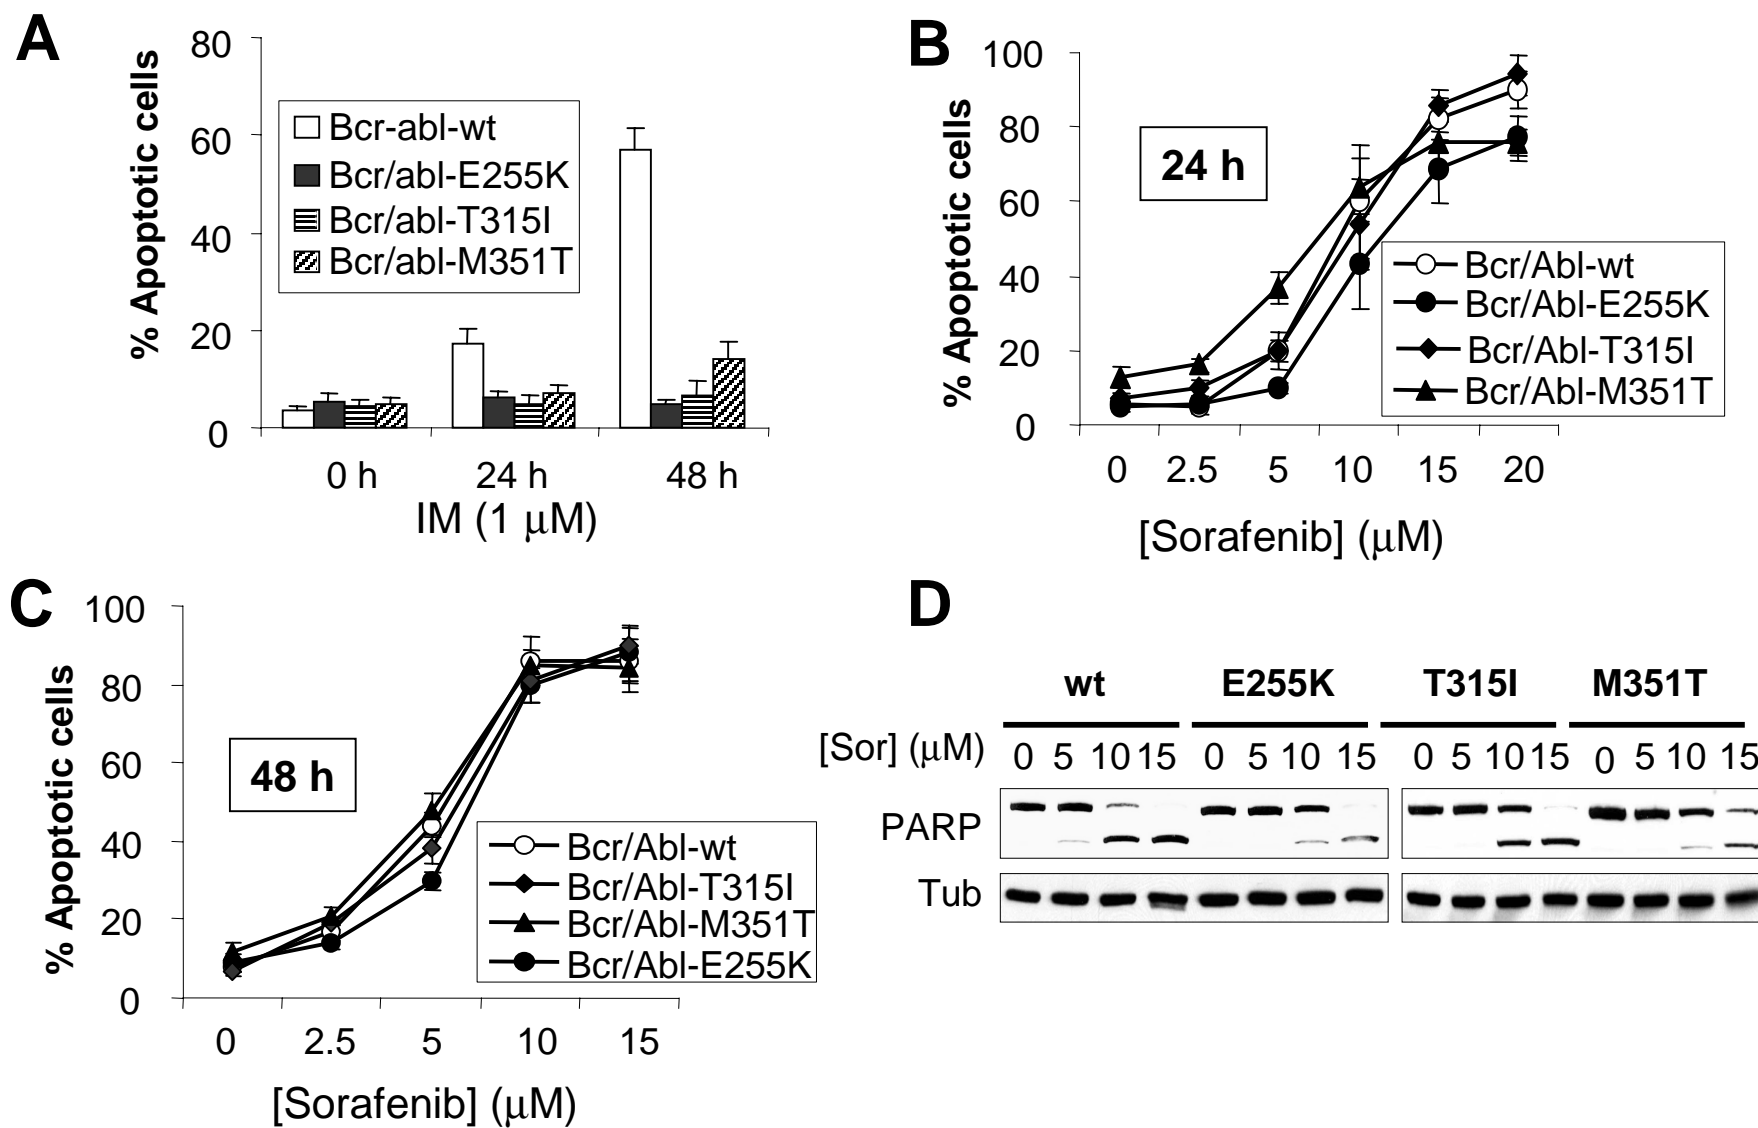 A
% Apoptotic cells
80
60
40
20
0
Bcr-abl-wt
Bcr/abl-E255K
Bcr/abl-T315I
Bcr/abl-M351T
0 h 24 h 48 h
IM (1 μM)
B
% Apoptotic cells
100
80
60
40
20
0
24 h
Bcr/Abl-wt
Bcr/Abl-E255K
Bcr/Abl-T315I
Bcr/Abl-M351T
0 2.5 5 10 15 20
[Sorafenib] (μM)
C
% Apoptotic cells
100
80
60
40
20
0
48 h
Bcr/Abl-wt
Bcr/Abl-T315I
Bcr/Abl-M351T
Bcr/Abl-E255K
0 2.5 5 10 15
[Sorafenib] (μM)
D
wt E255K T315I M351T
[Sor] (μM) 0 5 10 15 0 5 10 15 0 5 10 15 0 5 10 15
PARP
Tub